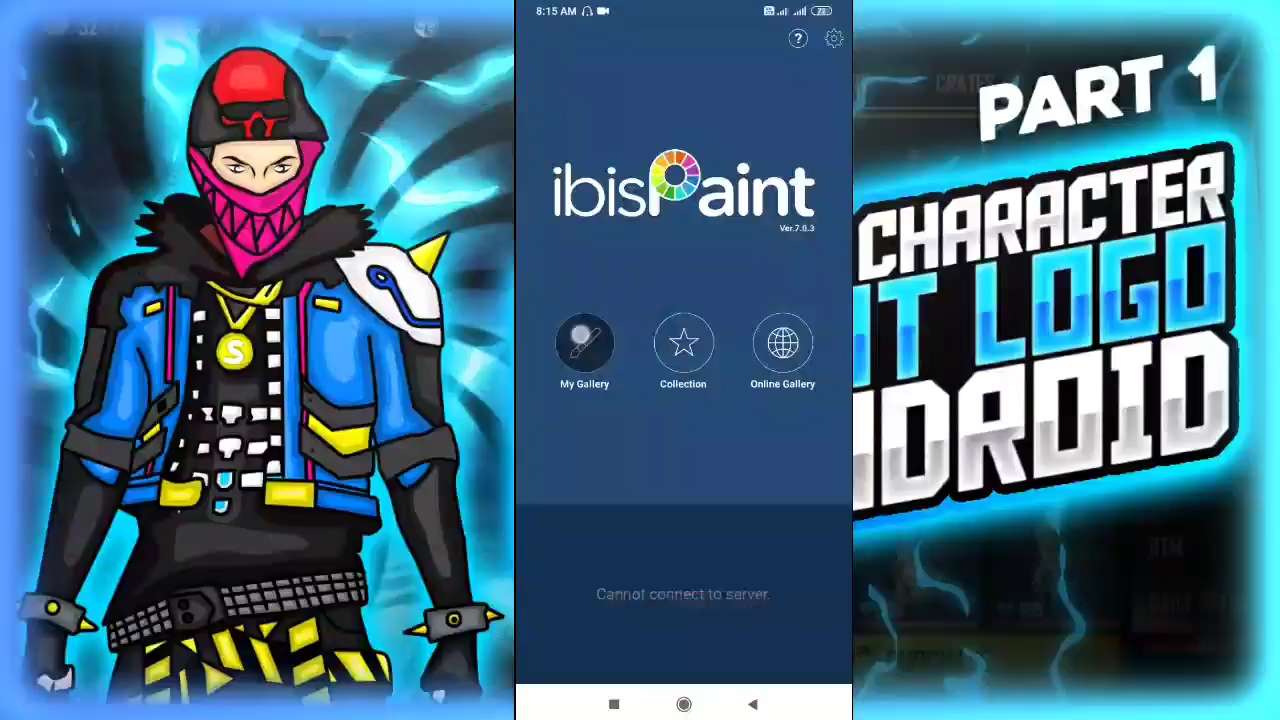 8:15 AM
23
?
ibisPaint
Ver.7.0.3
My Gallery
Collection
Online Gallery
Cannot connect to server.
S
PART 1
CHARACTER
LOGO